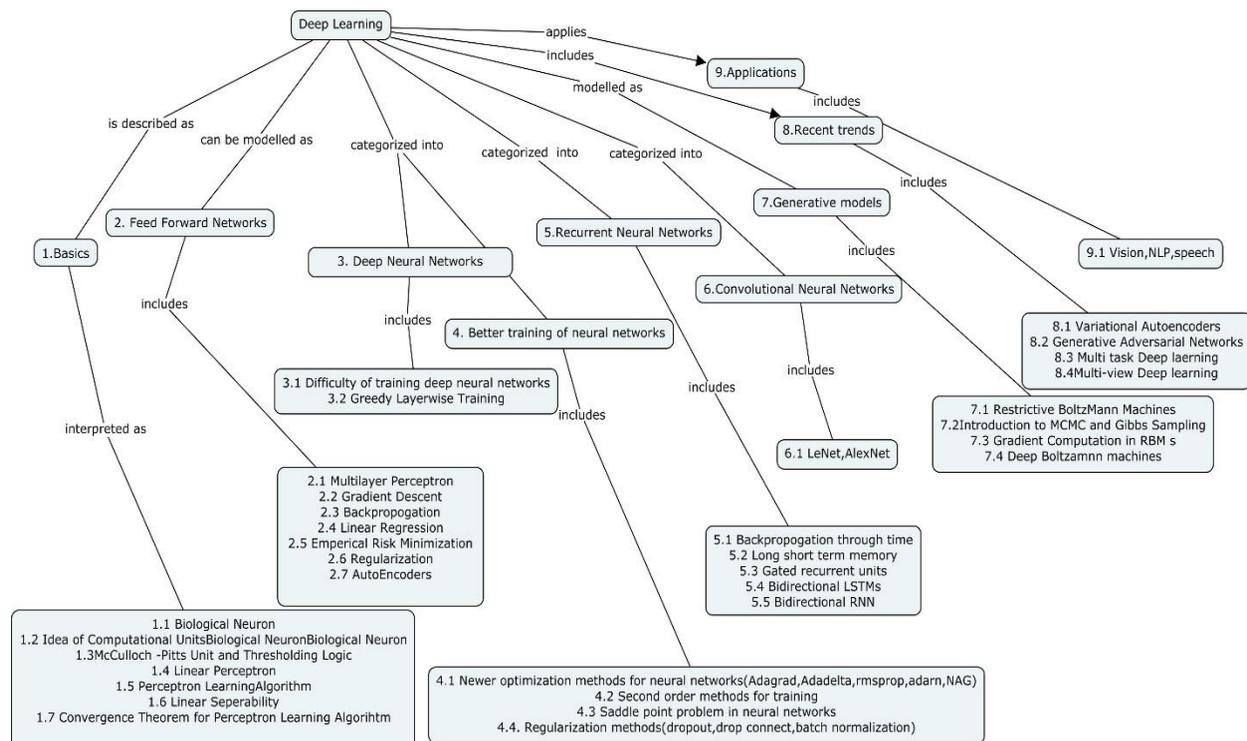 Deep Learning
applies
includes
9.Applications
modelled as
includes
is described as
can be modelled as
8.Recent trends
categorized into
categorized  into
categorized into
includes
7.Generative models
2. Feed Forward Networks
5.Recurrent Neural Networks
1.Basics
includes
9.1 Vision,NLP,speech
3. Deep Neural Networks
6.Convolutional Neural Networks
includes
includes
4. Better training of neural networks
8.1 Variational Autoencoders
8.2 Generative Adversarial Networks
8.3 Multi task Deep laerning
8.4Multi-view Deep learning
includes
3.1 Difficulty of training deep neural networks
3.2 Greedy Layerwise Training
includes
includes
7.1 Restrictive BoltzMann Machines
7.2Introduction to MCMC and Gibbs Sampling
7.3 Gradient Computation in RBM s
7.4 Deep Boltzamnn machines
interpreted as
6.1 LeNet,AlexNet
2.1 Multilayer Perceptron
2.2 Gradient Descent
2.3 Backpropogation
2.4 Linear Regression
2.5 Emperical Risk Minimization
2.6 Regularization
2.7 AutoEncoders
5.1 Backpropogation through time
5.2 Long short term memory
5.3 Gated recurrent units
5.4 Bidirectional LSTMs
5.5 Bidirectional RNN
1.1 Biological Neuron
1.2 Idea of Computational UnitsBiological NeuronBiological Neuron
1.3McCulloch -Pitts Unit and Thresholding Logic
1.4 Linear Perceptron
1.5 Perceptron LearningAlgorithm
1.6 Linear Seperability
1.7 Convergence Theorem for Perceptron Learning Algorihtm
4.1 Newer optimization methods for neural networks(Adagrad,Adadelta,rmsprop,adarn,NAG)
4.2 Second order methods for training
4.3 Saddle point problem in neural networks
4.4. Regularization methods(dropout,drop connect,batch normalization)